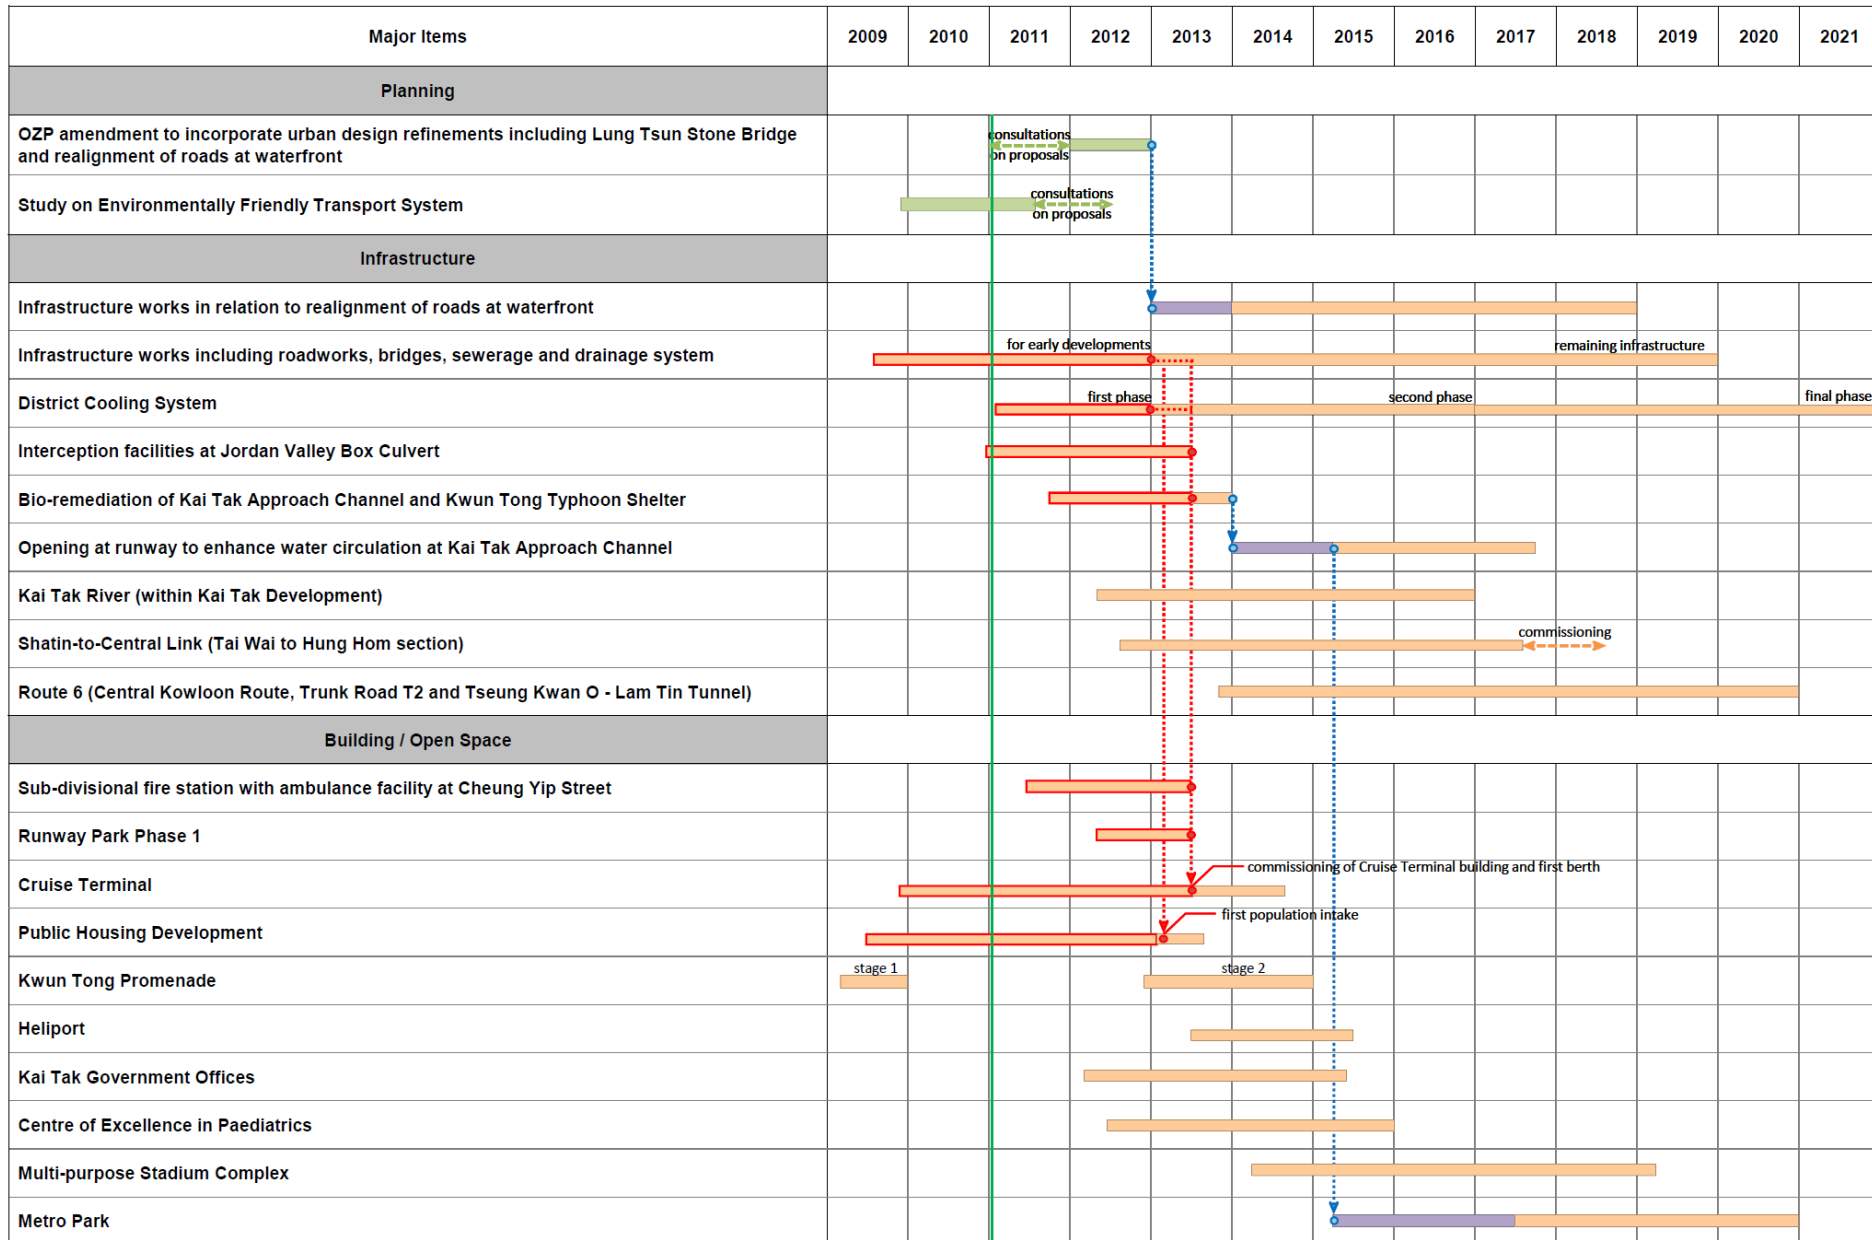 Major Items 2009 2010 2011 2012 2013 2014 2015 2016 2017 2018 2019 2020 2021
Planning
OZP amendment to incorporate urban design refinements including Lung Tsun Stone Bridge
and realignment of roads at waterfront
consultations
on proposals
Study on Environmentally Friendly Transport System
consultations
on proposals
Infrastructure
Infrastructure works in relation to realignment of roads at waterfront
Infrastructure works including roadworks, bridges, sewerage and drainage system
for early developments
remaining infrastructure
District Cooling System
first phase
second phase
final phase
Interception facilities at Jordan Valley Box Culvert
Bio-remediation of Kai Tak Approach Channel and Kwun Tong Typhoon Shelter
Opening at runway to enhance water circulation at Kai Tak Approach Channel
Kai Tak River (within Kai Tak Development)
Shatin-to-Central Link (Tai Wai to Hung Hom section)
commissioning
Route 6 (Central Kowloon Route, Trunk Road T2 and Tseung Kwan O - Lam Tin Tunnel)
Building / Open Space
Sub-divisional fire station with ambulance facility at Cheung Yip Street
Runway Park Phase 1
Cruise Terminal
commissioning of Cruise Terminal building and first berth
Public Housing Development
first population intake
Kwun Tong Promenade
stage 1
stage 2
Heliport
Kai Tak Government Offices
Centre of Excellence in Paediatrics
Multi-purpose Stadium Complex
Metro Park